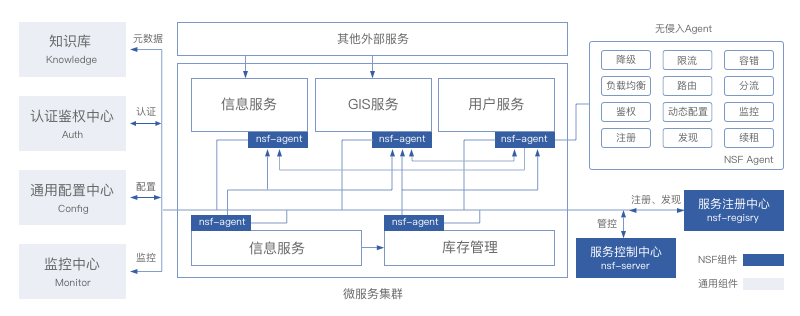 知识库
Knowledge
元数据
认证鉴权中心
Auth
认证
通用配置中心
Config
配置
监控中心
Monitor
监控
其他外部服务
信息服务
nsf-agent
GIS服务
nsf-agent
用户服务
nsf-agent
nsf-agent
信息服务
nsf-agent
库存管理
微服务集群
无侵入Agent
降级 限流 容错
负载均衡 路由 分流
鉴权 动态配置 监控
注册 发现 续租
NSF Agent
注册、发现
服务注册中心
nsf-regisry
管控
服务控制中心
nsf-server
NSF组件
通用组件